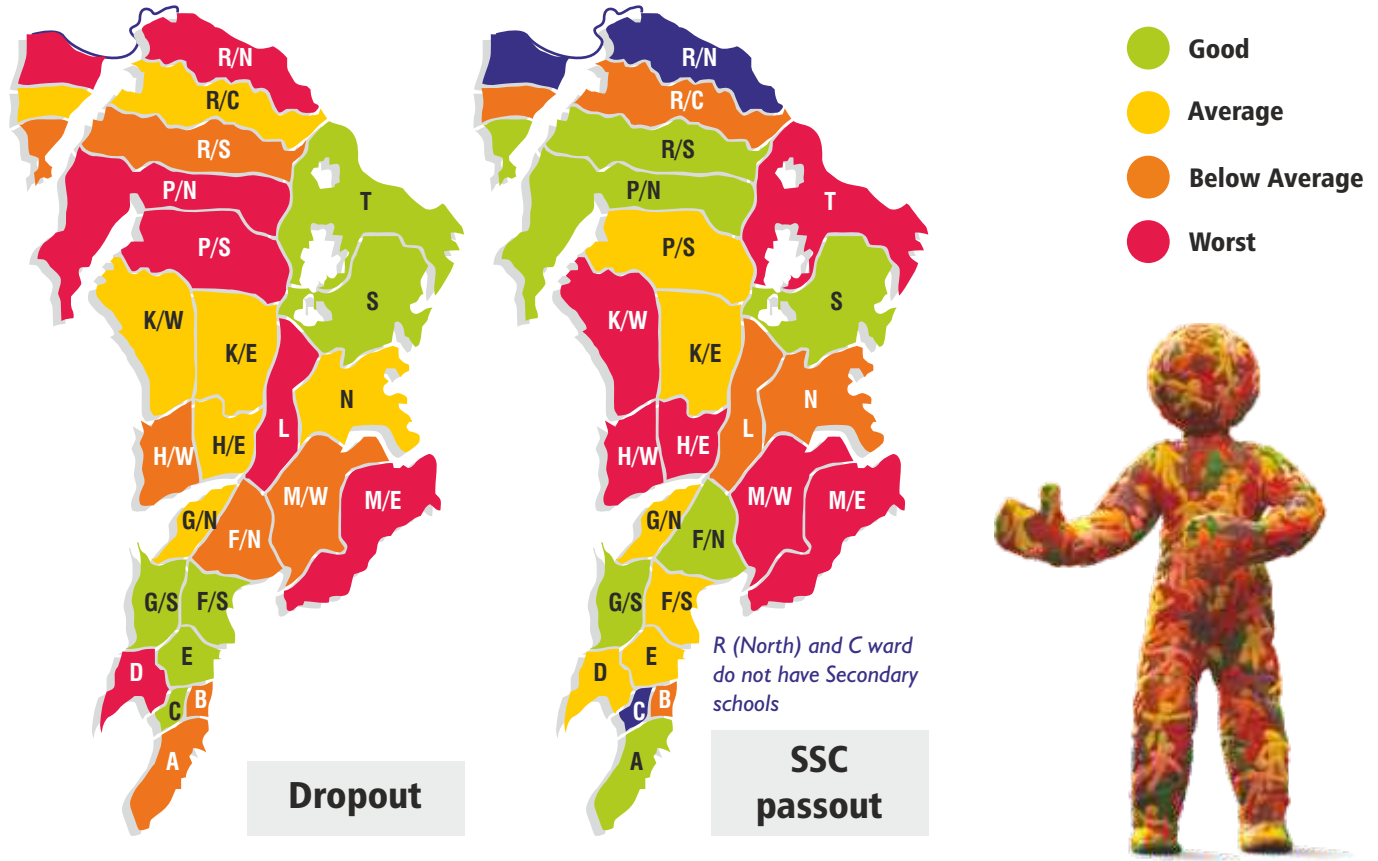 R/N
R/C
R/S
P/N
T
P/S
S
K/W
K/E
N
L
H/E
H/W
M/W
M/E
G/N
F/N
G/S
F/S
E
D
B
C
A
Dropout
R/N
R/C
R/S
P/N
T
P/S
S
K/W
K/E
N
L
H/E
H/W
M/W
M/E
G/N
F/N
G/S
F/S
E
D
B
C
A
R (North) and C ward
do not have Secondary
schools
SSC
passout
Good
Average
Below Average
Worst